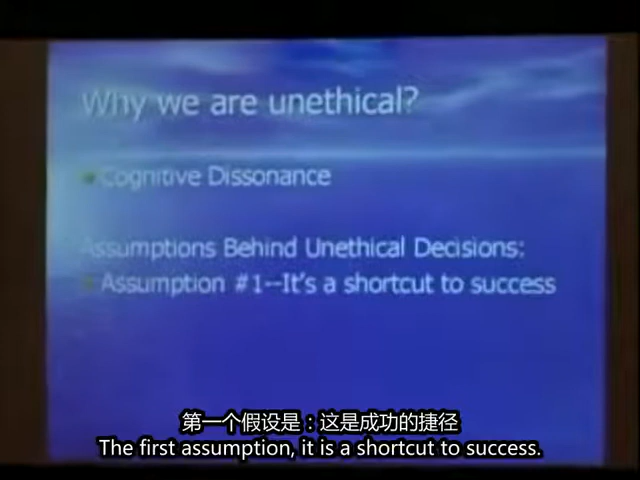 Why we are unethical?
Cognitive Dissonance
Assumptions Behind Unethical Decisions:
Assumption #1--It's a shortcut to success
第一个假设是：这是成功的捷径
The first assumption, it is a shortcut to success.